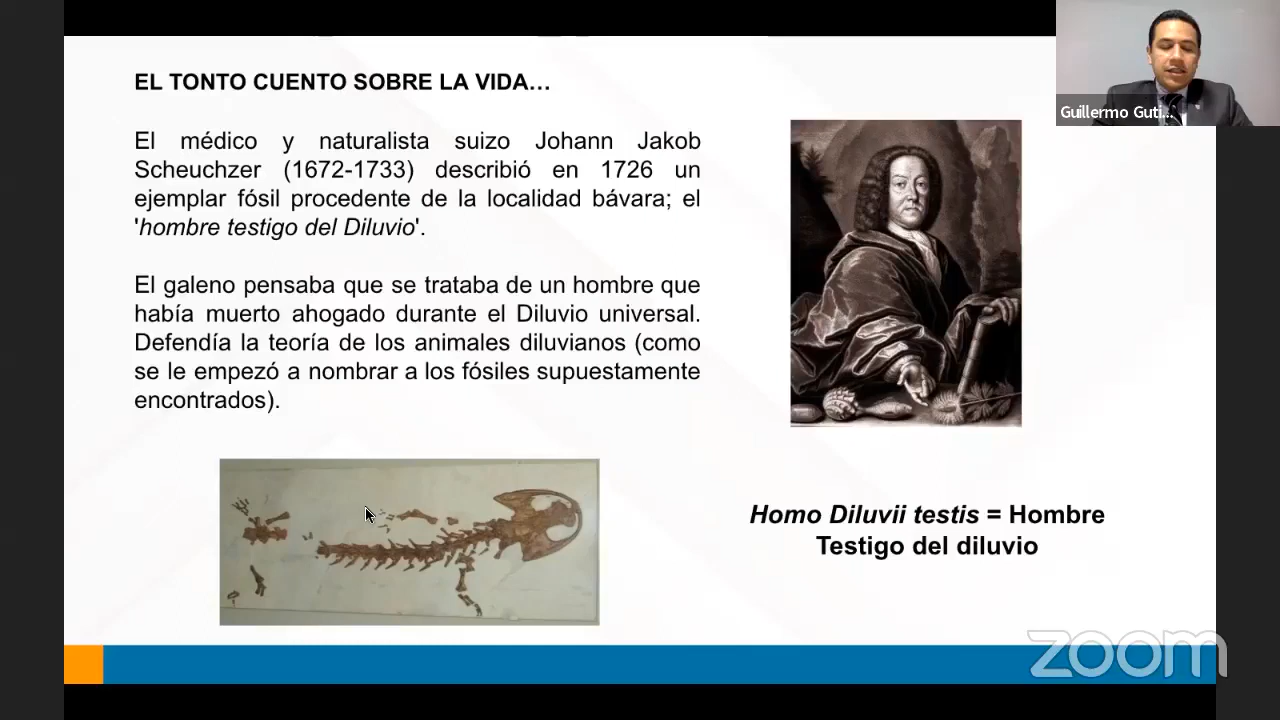 EL TONTO CUENTO SOBRE LA VIDA…
El médico y naturalista suizo Johann Jakob
Scheuchzer (1672-1733) describió en 1726 un
ejemplar fósil procedente de la localidad bávara; el
'hombre testigo del Diluvio'.
El galeno pensaba que se trataba de un hombre que
había muerto ahogado durante el Diluvio universal.
Defendía la teoría de los animales diluvianos (como
se le empezó a nombrar a los fósiles supuestamente
encontrados).
Guillermo Guti...
Homo Diluvii testis = Hombre
Testigo del diluvio
zoom